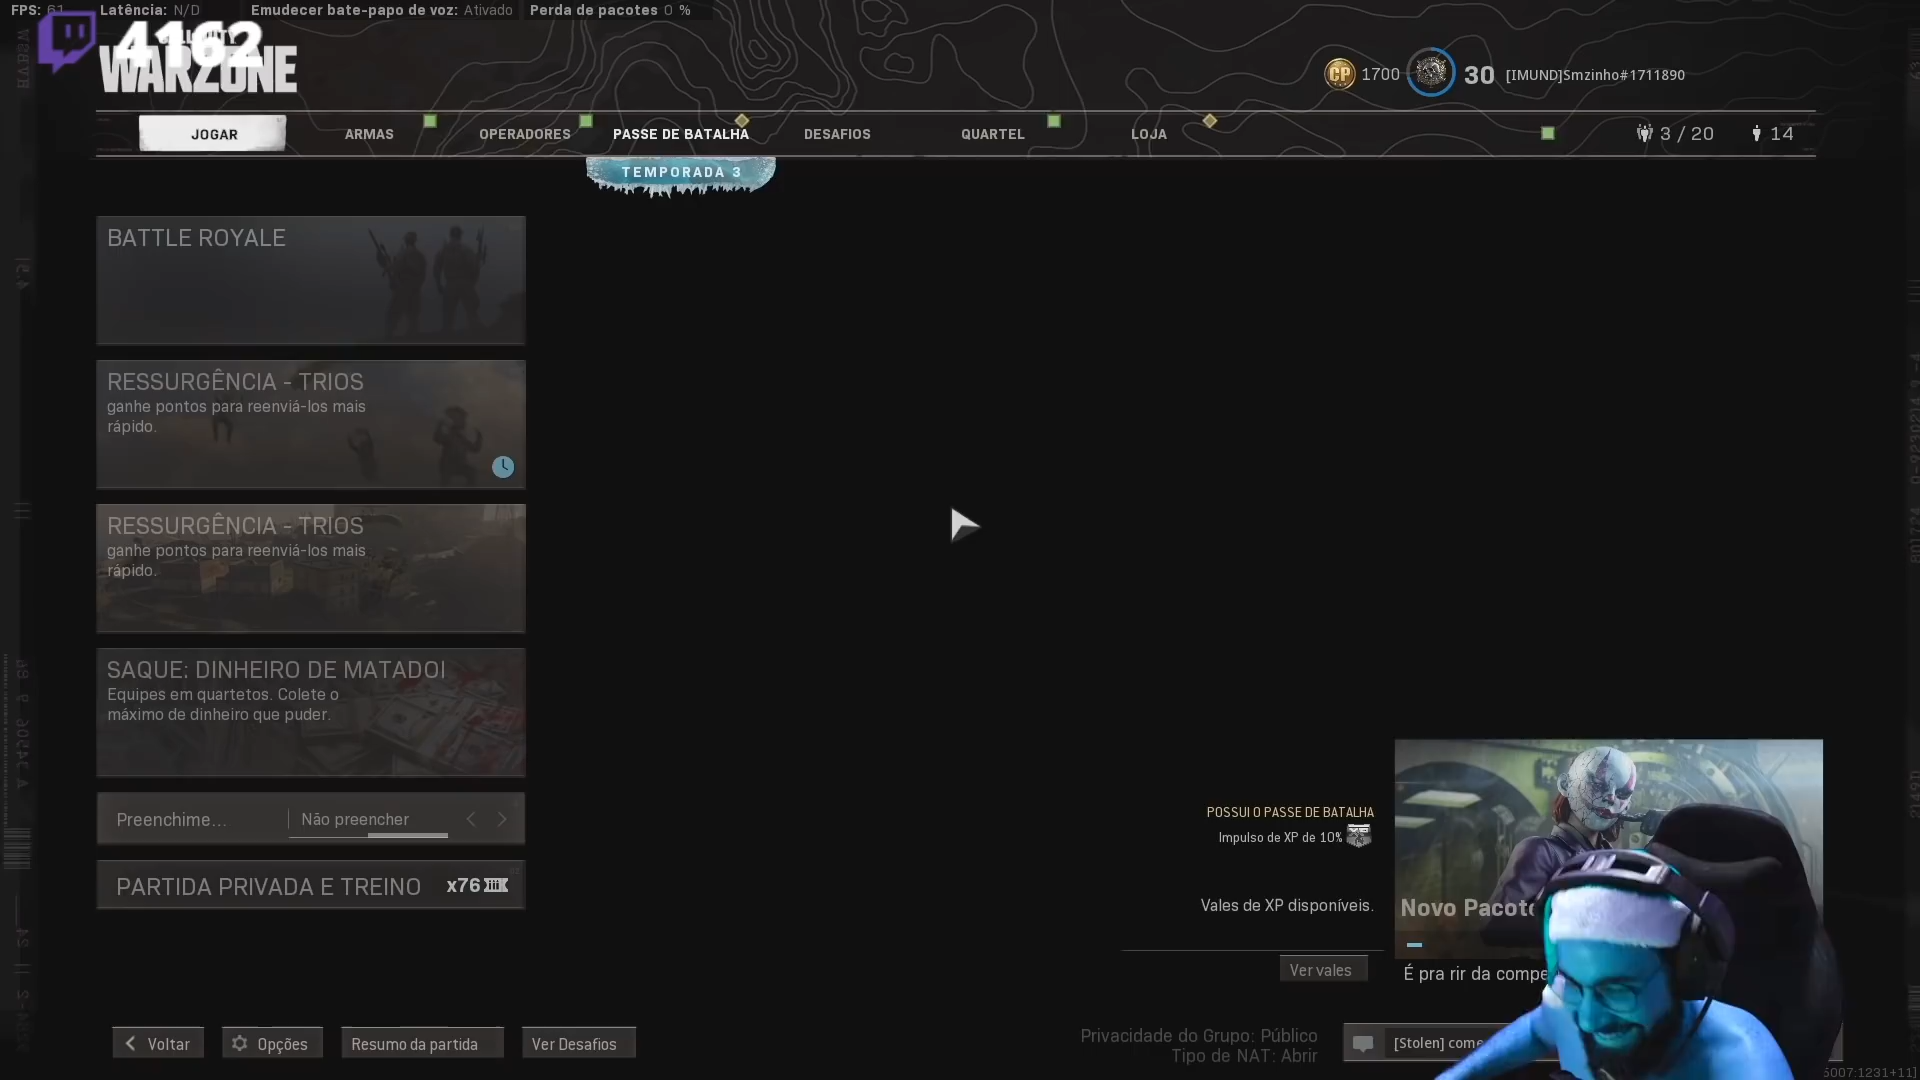 FPS: 61 Latência: N/D Emudecer bate-papo de voz: Ativado Perda de pacotes 0 %
4162
WARZONE
CP 1700 30 [IMUND]Smzinho#1711890
JOGAR ARMAS OPERADORES PASSE DE BATALHA DESAFIOS QUARTEL LOJA 3 / 20 14
TEMPORADA 3
BATTLE ROYALE
RESSURGÊNCIA - TRIOS
ganhe pontos para reenviá-los mais
rápido.
RESSURGÊNCIA - TRIOS
ganhe pontos para reenviá-los mais
rápido.
SAQUE: DINHEIRO DE MATADOI
Equipes em quartetos. Colete o
máximo de dinheiro que puder.
Preenchime... Não preencher
PARTIDA PRIVADA E TREINO x76
POSSUI O PASSE DE BATALHA
Impulso de XP de 10%
Vales de XP disponíveis.
Ver vales
Novo Pacot
É pra rir da compe
Voltar Opções Resumo da partida Ver Desafios
Privacidade do Grupo: Público
Tipo de NAT: Abrir
[Stolen] come
5007:1231+11]